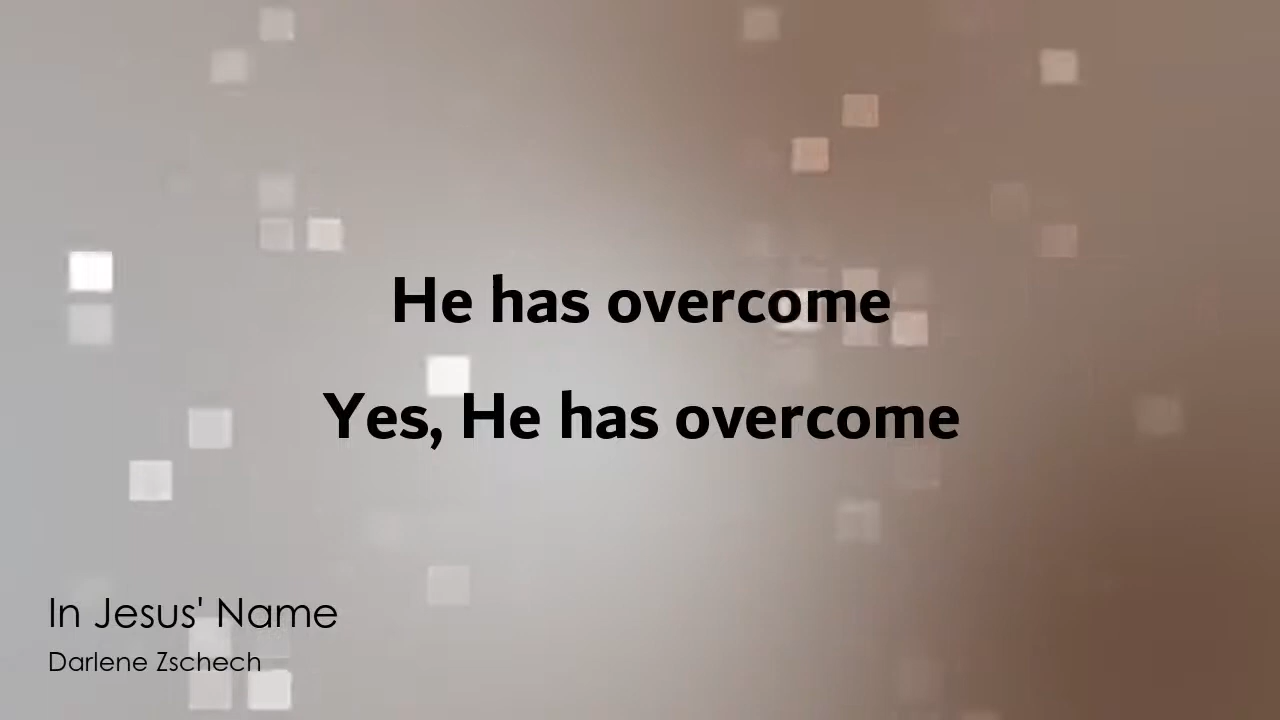 He has overcome
Yes, He has overcome
In Jesus' Name
Darlene Zschech